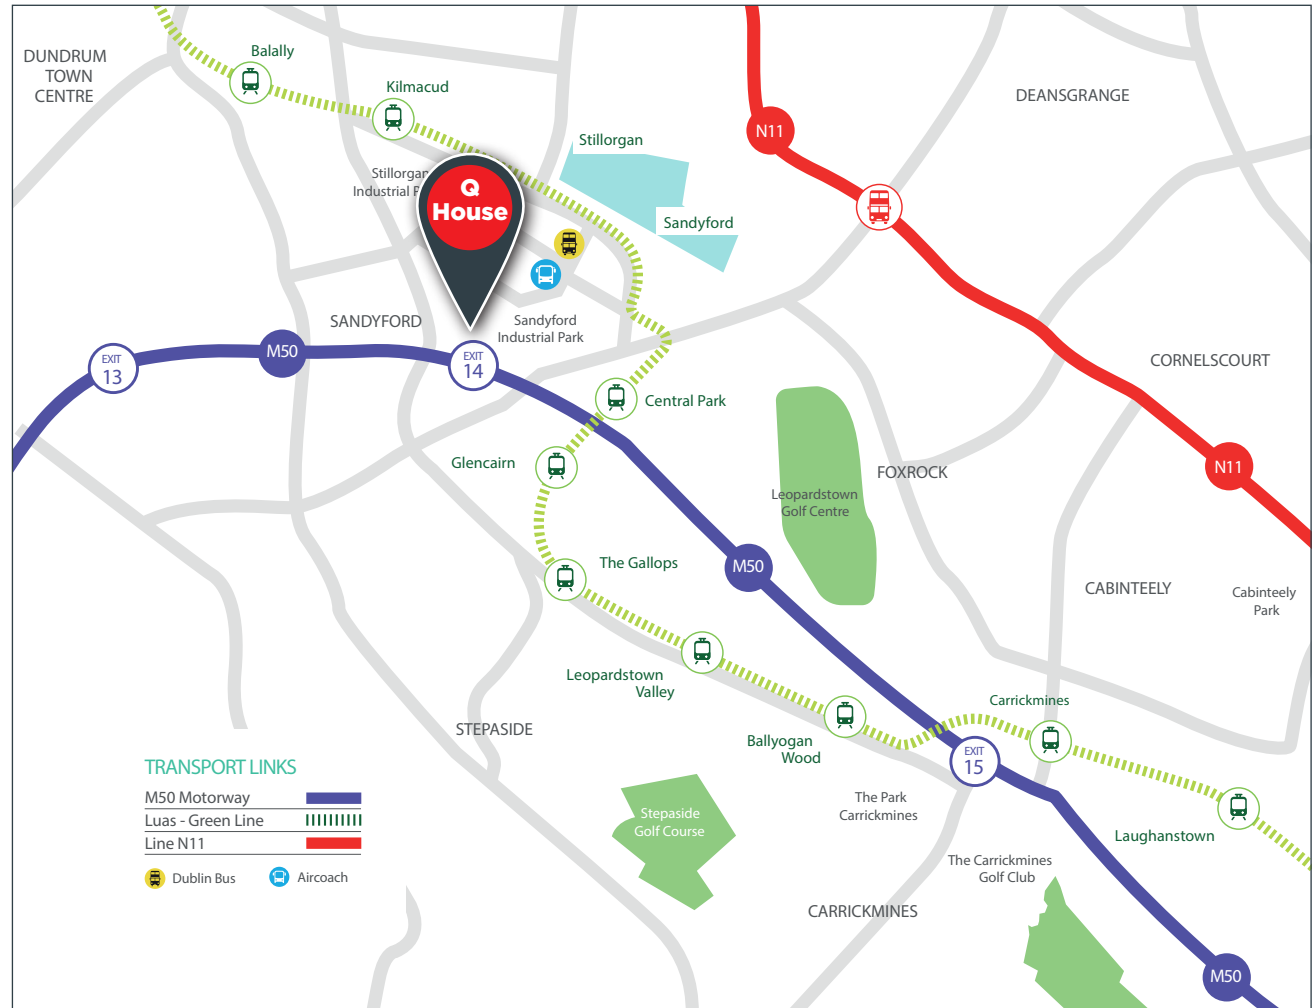 DUNDRUM
TOWN
CENTRE
Balally
Kilmacud
Stillorgan
Industrial P
Q
House
Stillorgan
Sandyford
N11
DEANSGRANGE
SANDYFORD
Sandyford
Industrial Park
EXIT
13
M50
EXIT
14
CORNELSCOURT
Central Park
Glencairn
Leopardstown
Golf Centre
FOXROCK
N11
The Gallops
M50
CABINTEELY
Cabinteely
Park
Leopardstown
Valley
STEPASIDE
Ballyogan
Wood
Carrickmines
EXIT
15
The Park
Carrickmines
Stepaside
Golf Course
Laughanstown
The Carrickmines
Golf Club
CARRICKMINES
M50
TRANSPORT LINKS
M50 Motorway
Luas - Green Line
Line N11
Dublin Bus
Aircoach